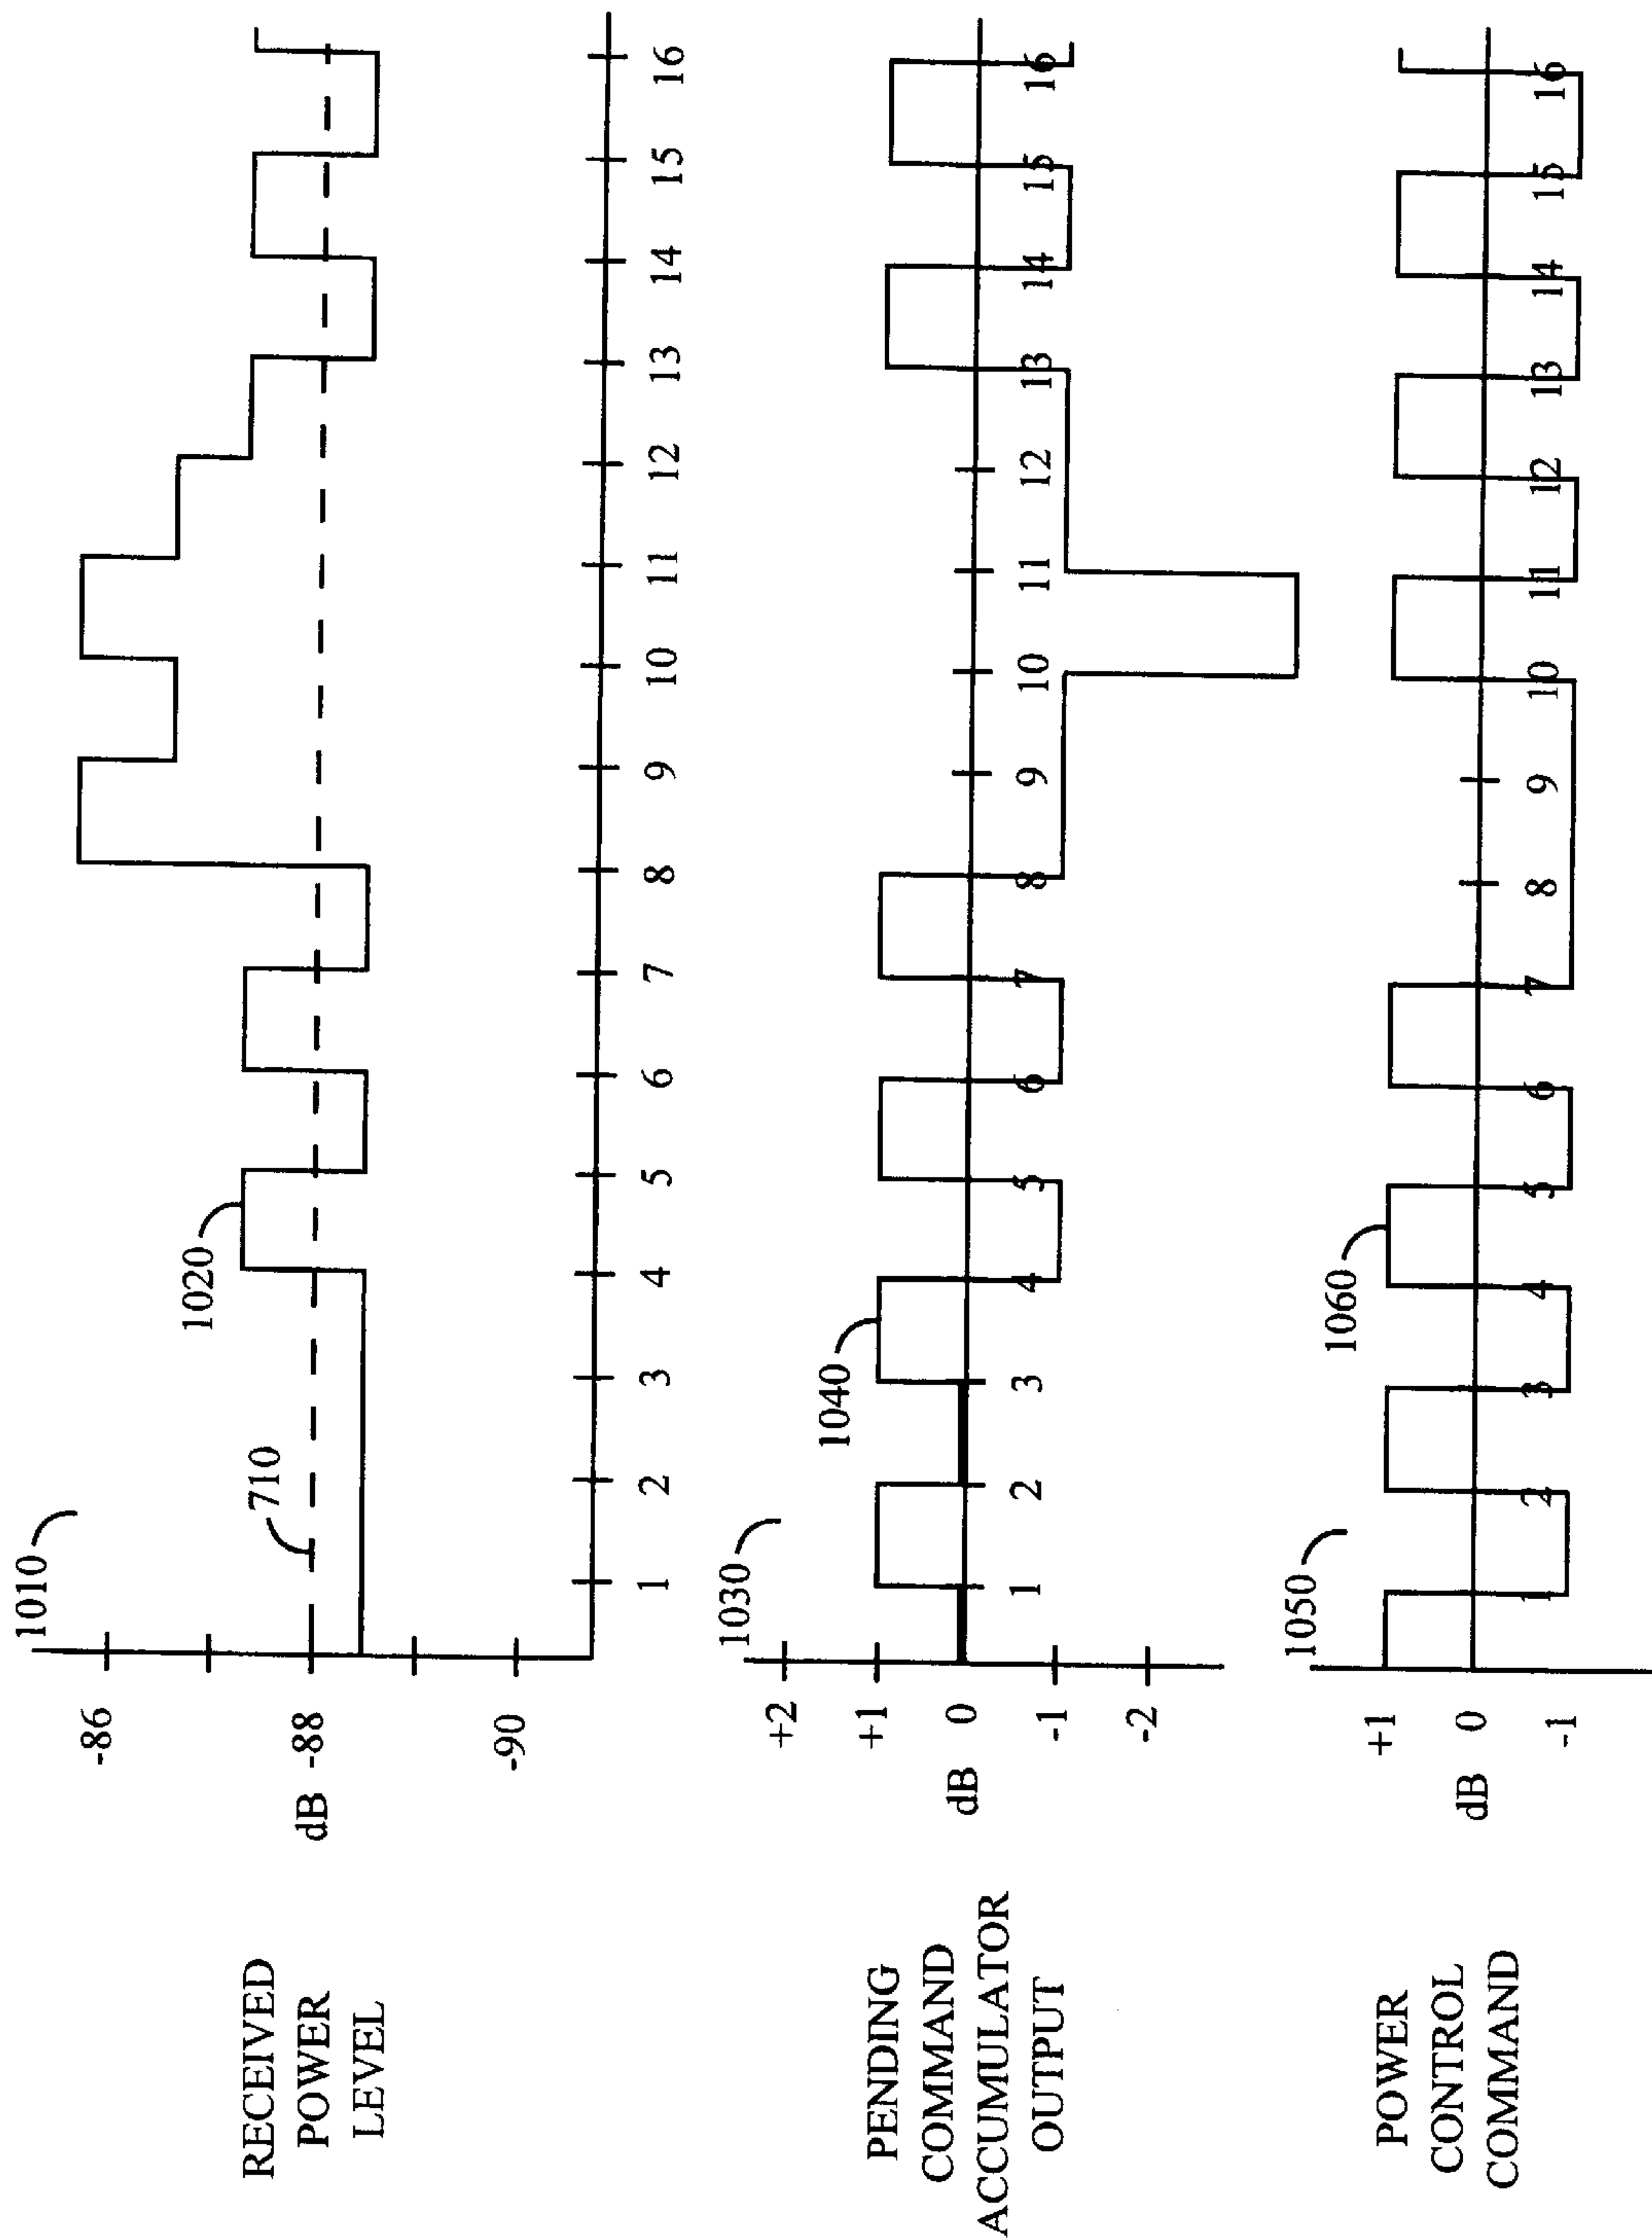 1010
710
1020
-86
dB -88
-90
RECEIVED
POWER
LEVEL
1 2 3 4 5 6 7 8 9 10 11 12 13 14 15 16
1030
1040
+2
+1
dB 0
-1
-2
PENDING
COMMAND
ACCUMULATOR
OUTPUT
1 2 3 4 5 6 7 8 9 10 11 12 13 14 15 16
1050
1060
+1
dB 0
-1
POWER
CONTROL
COMMAND
1 2 3 4 5 6 7 8 9 10 11 12 13 14 15 16